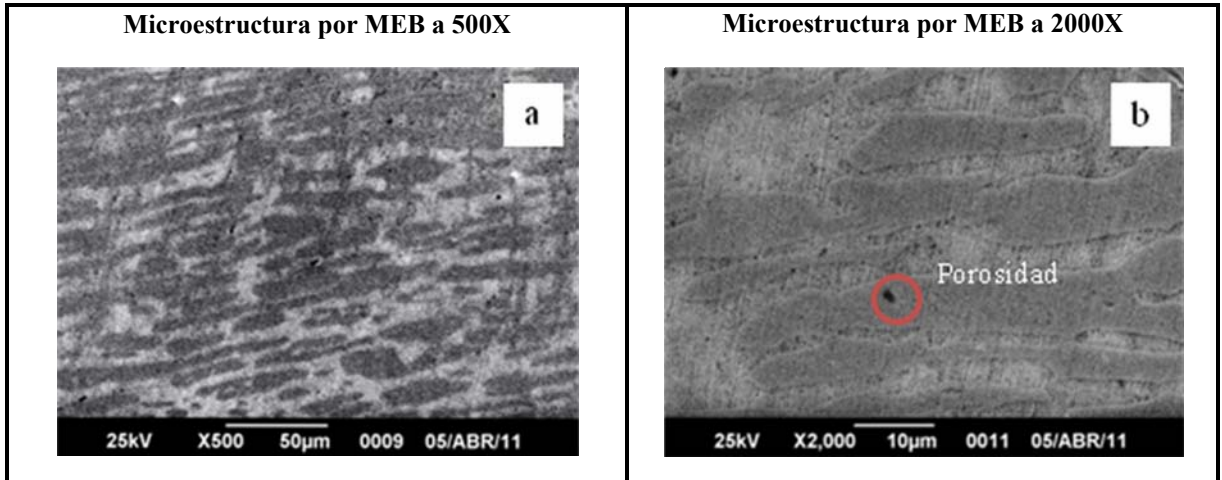 Microestructura por MEB a 500X
Microestructura por MEB a 2000X
a
25kV X500 50µm 0009 05/ABR/11
b
Porosidad
25kV X2,000 10µm 0011 05/ABR/11